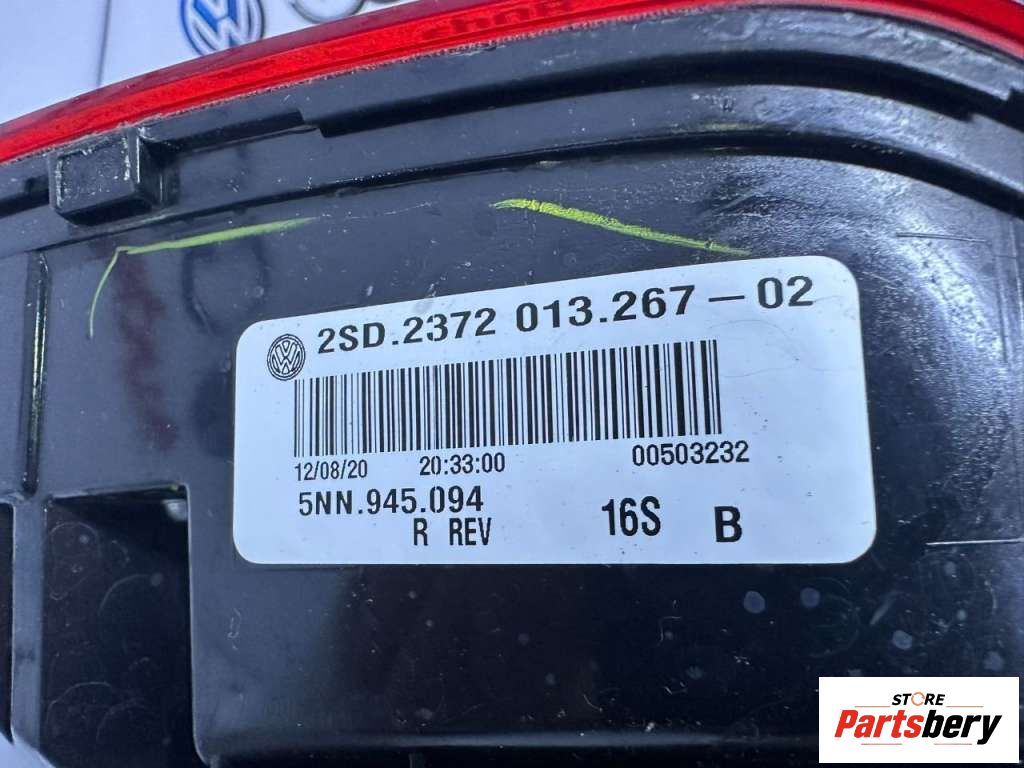 2SD.2372 013.267-02
12/08/20 20:33:00 00503232
5NN.945.094
R REV 16S B
STORE
Partsbery